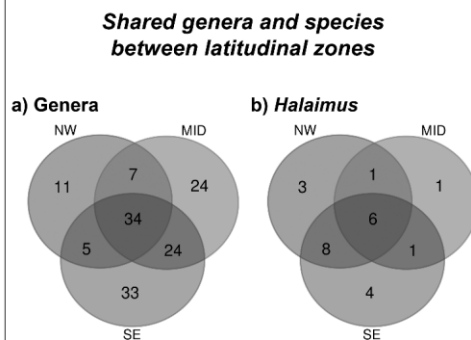 Shared genera and species
between latitudinal zones
a) Genera
b) Halaimus
NW
MID
NW
MID
11
7
24
3
1
1
34
6
5
24
8
1
33
4
SE
SE